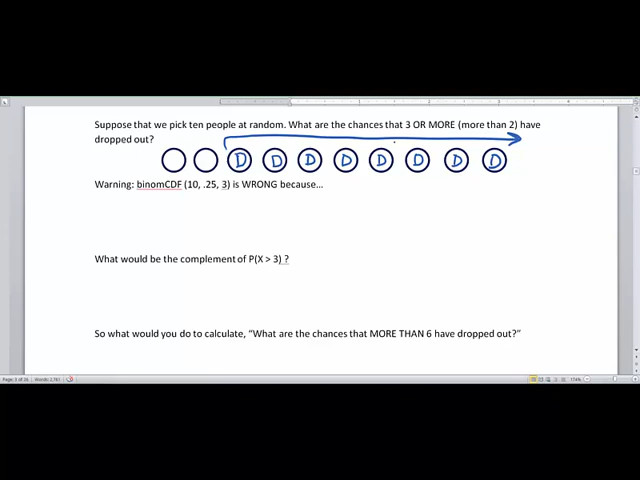 Suppose that we pick ten people at random. What are the chances that 3 OR MORE (more than 2) have
dropped out?
D D D D D D D D
Warning: binomCDF (10, .25, 3) is WRONG because…
What would be the complement of P(X > 3) ?
So what would you do to calculate, “What are the chances that MORE THAN 6 have dropped out?”